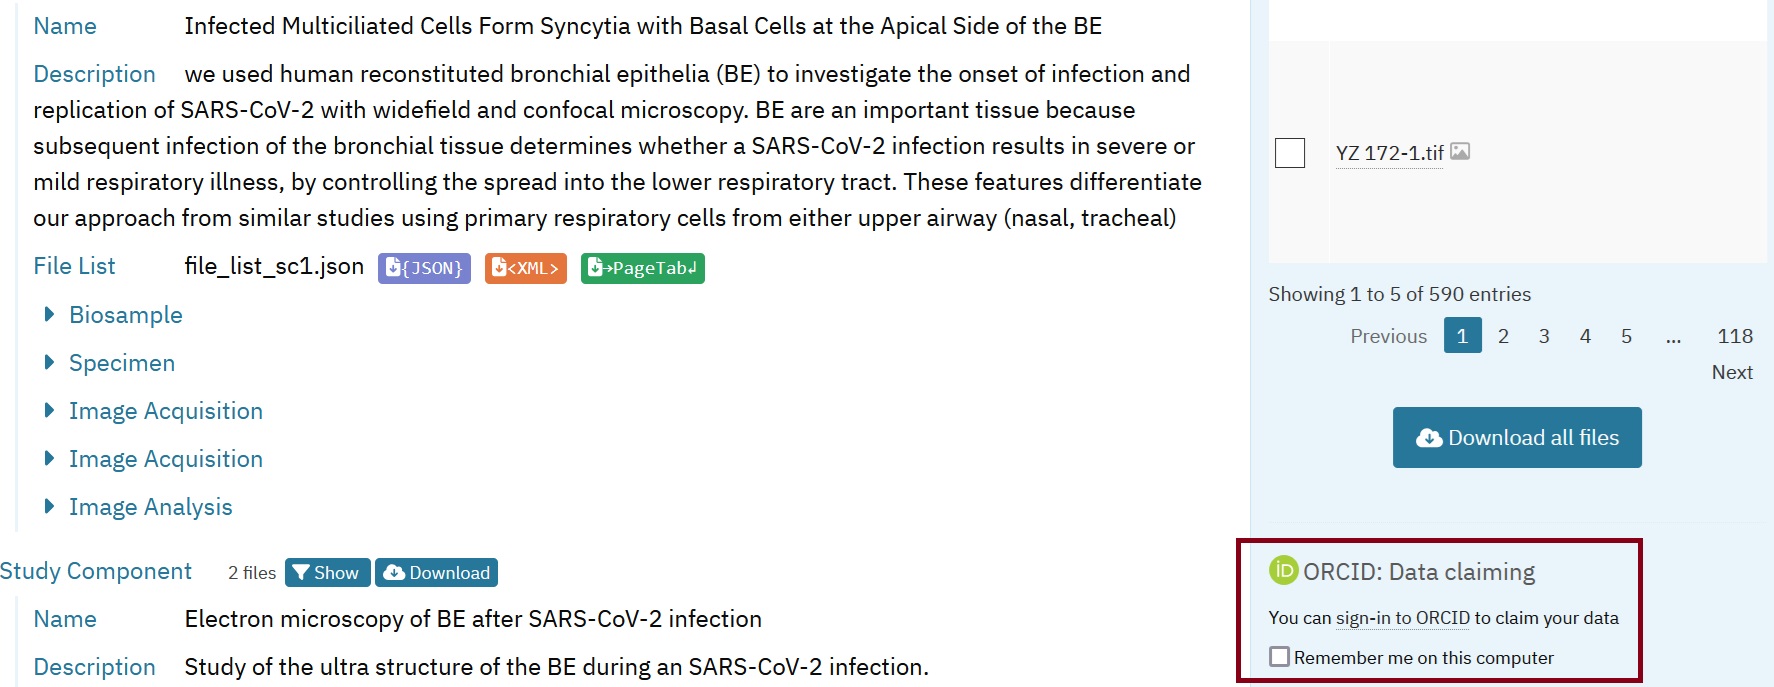 Name Infected Multiciliated Cells Form Syncytia with Basal Cells at the Apical Side of the BE
Description we used human reconstituted bronchial epithelia (BE) to investigate the onset of infection and
replication of SARS-CoV-2 with widefield and confocal microscopy. BE are an important tissue because
subsequent infection of the bronchial tissue determines whether a SARS-CoV-2 infection results in severe or
mild respiratory illness, by controlling the spread into the lower respiratory tract. These features differentiate
our approach from similar studies using primary respiratory cells from either upper airway (nasal, tracheal)
File List file_list_sc1.json {JSON} <XML> →PageTab↲
Biosample
Specimen
Image Acquisition
Image Acquisition
Image Analysis
Study Component 2 files Show Download
Name Electron microscopy of BE after SARS-CoV-2 infection
Description Study of the ultra structure of the BE during an SARS-CoV-2 infection.
YZ 172-1.tif
Showing 1 to 5 of 590 entries
Previous 1 2 3 4 5 ... 118
Next
Download all files
iD ORCID: Data claiming
You can sign-in to ORCID to claim your data
Remember me on this computer